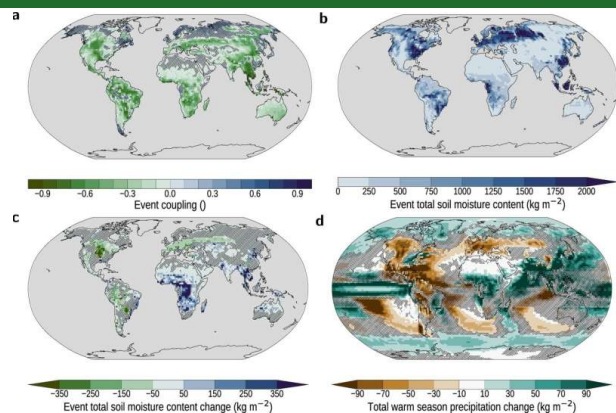 a
b
−0.9 −0.6 −0.3 0.0 0.3 0.6 0.9
Event coupling ()
0 250 500 750 1000 1250 1500 1750 2000
Event total soil moisture content (kg m⁻²)
c
d
−350 −250 −150 −50 50 150 250 350
Event total soil moisture content change (kg m⁻²)
−90 −70 −50 −30 −10 10 30 50 70 90
Total warm season precipitation change (kg m⁻²)